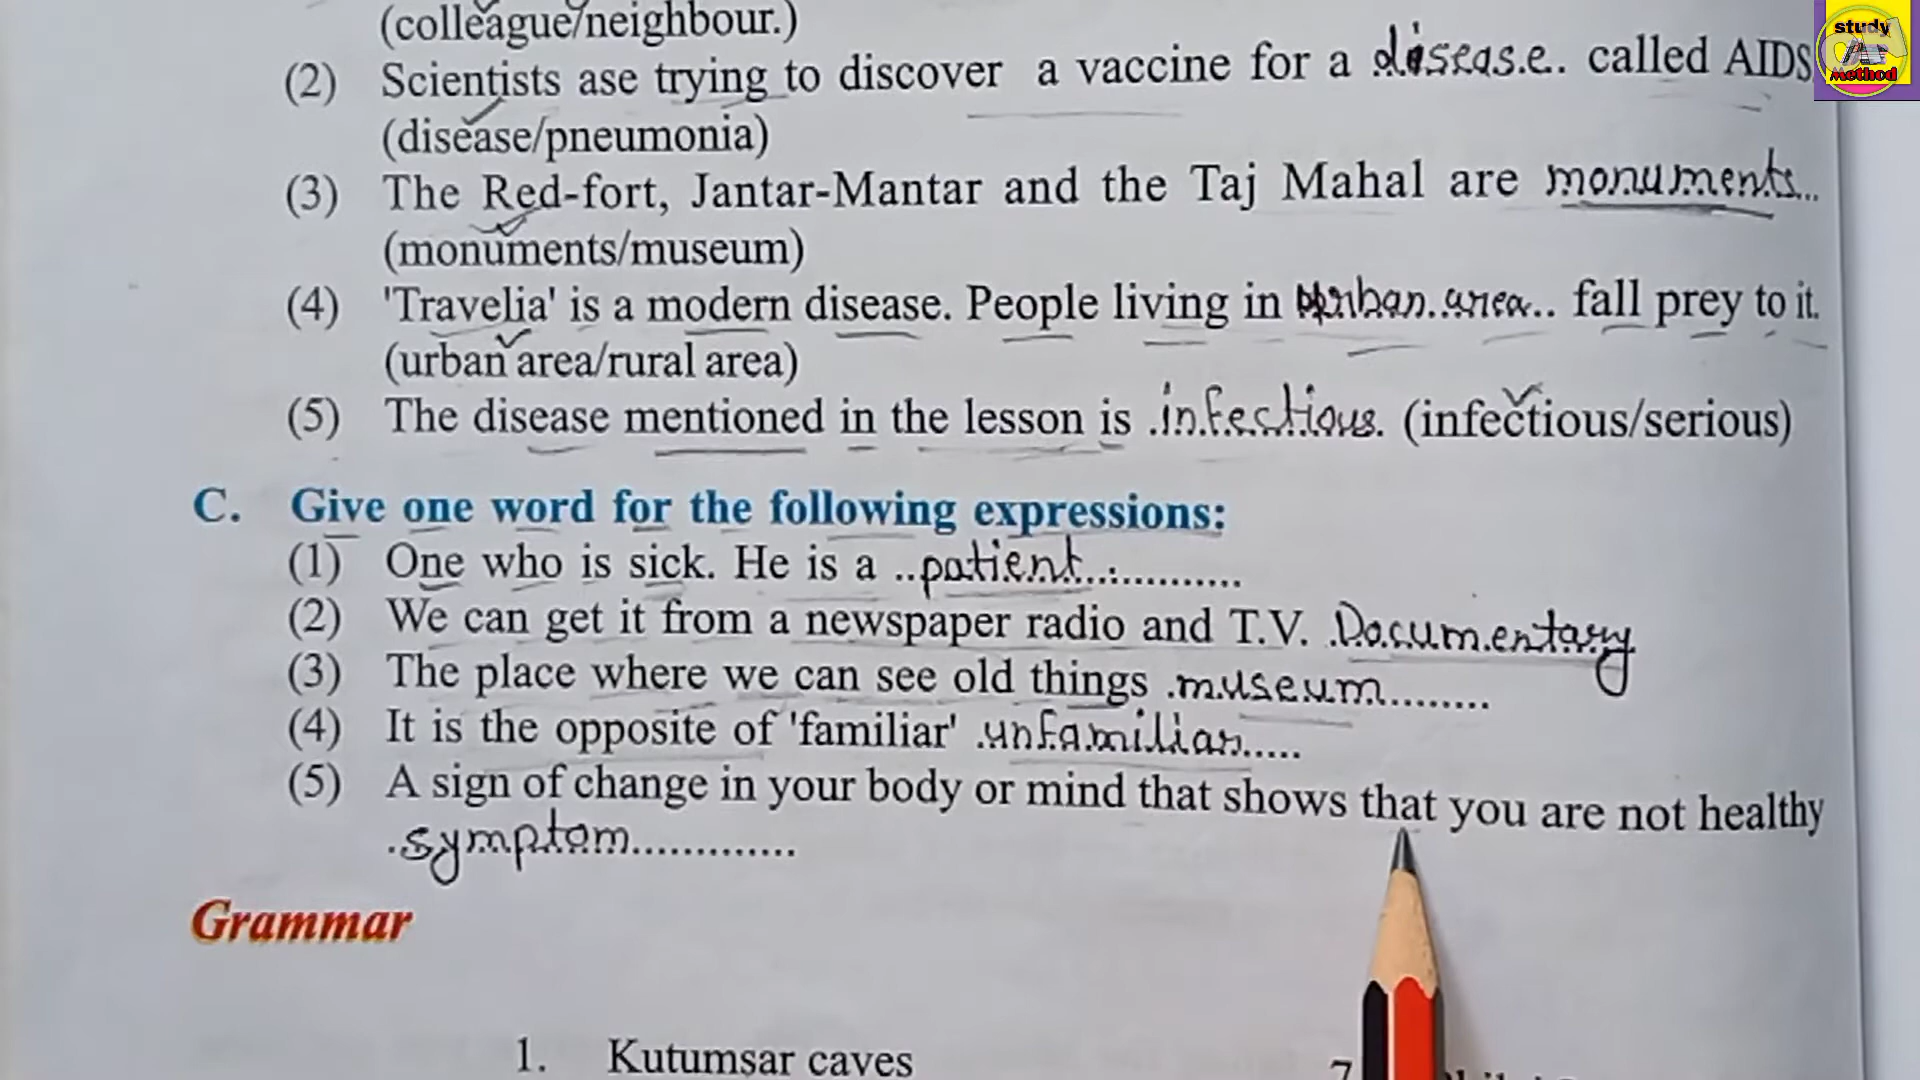 (colleague/neighbour.)
study
Method
(2) Scientists ase trying to discover a vaccine for a disease.. called AIDS
(disease/pneumonia)
(3) The Red-fort, Jantar-Mantar and the Taj Mahal are monuments...
(monuments/museum)
(4) 'Travelia' is a modern disease. People living in urban..area.. fall prey to it.
(urban area/rural area)
(5) The disease mentioned in the lesson is .infectious. (infectious/serious)
C. Give one word for the following expressions:
(1) One who is sick. He is a ..patient............
(2) We can get it from a newspaper radio and T.V. .Documentary
(3) The place where we can see old things .museum........
(4) It is the opposite of 'familiar' .unfamiliar.....
(5) A sign of change in your body or mind that shows that you are not healthy
.symptom.............
Grammar
1. Kutumsar caves 7